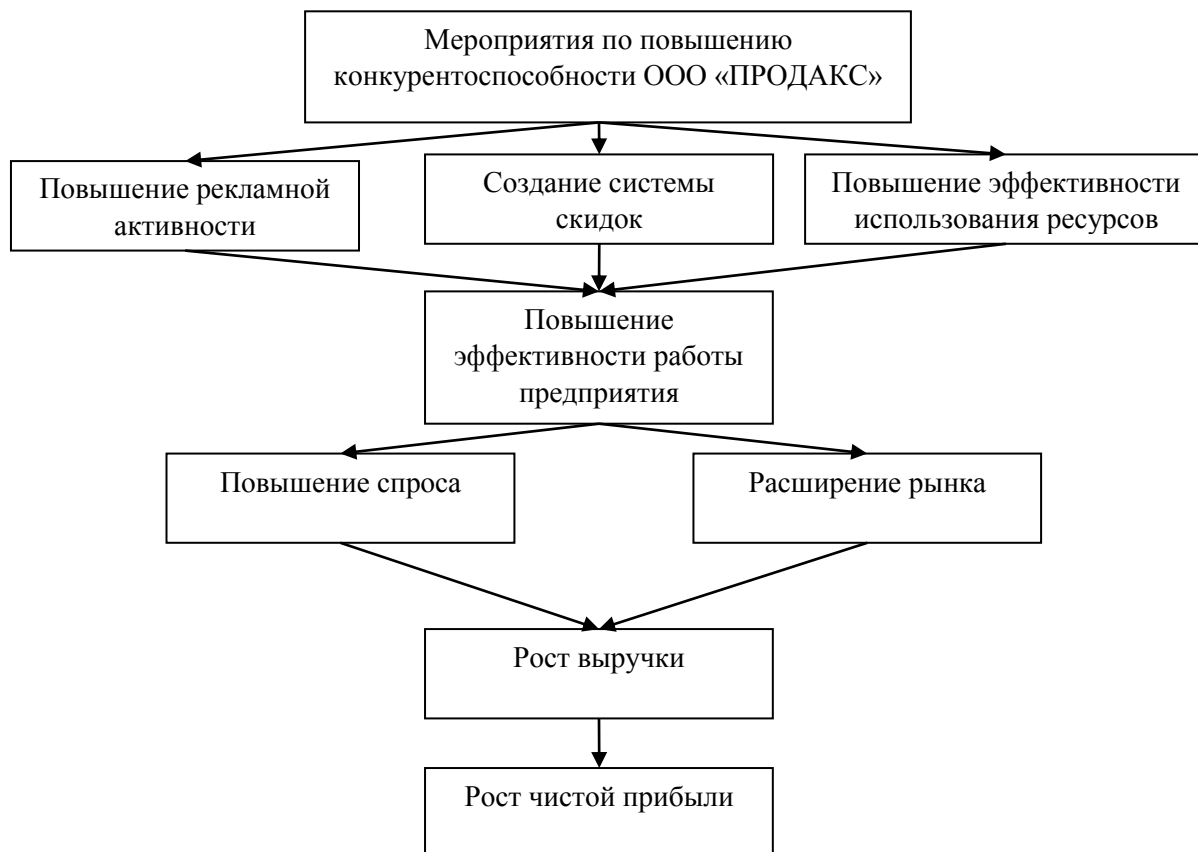 Мероприятия по повышению
конкурентоспособности ООО «ПРОДАКС»
Повышение рекламной
активности
Создание системы
скидок
Повышение эффективности
использования ресурсов
Повышение
эффективности работы
предприятия
Повышение спроса
Расширение рынка
Рост выручки
Рост чистой прибыли